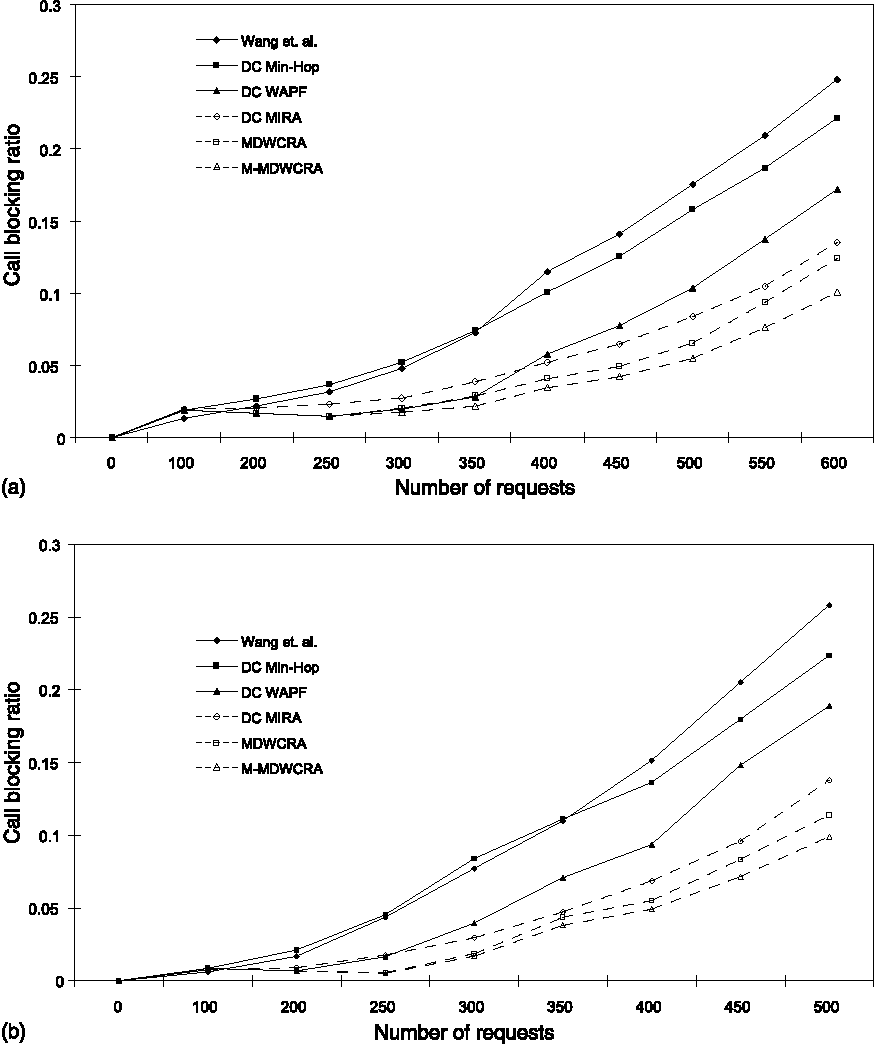 0.3
0.25
0.2
0.15
0.1
0.05
0
Call blocking ratio
Wang et. al.
DC Min-Hop
DC WAPF
DC MIRA
MDWCRA
M-MDWCRA
0 100 200 250 300 350 400 450 500 550 600
(a)
Number of requests
0.3
0.25
0.2
0.15
0.1
0.05
0
Call blocking ratio
Wang et. al.
DC Min-Hop
DC WAPF
DC MIRA
MDWCRA
M-MDWCRA
0 100 200 250 300 350 400 450 500
(b)
Number of requests